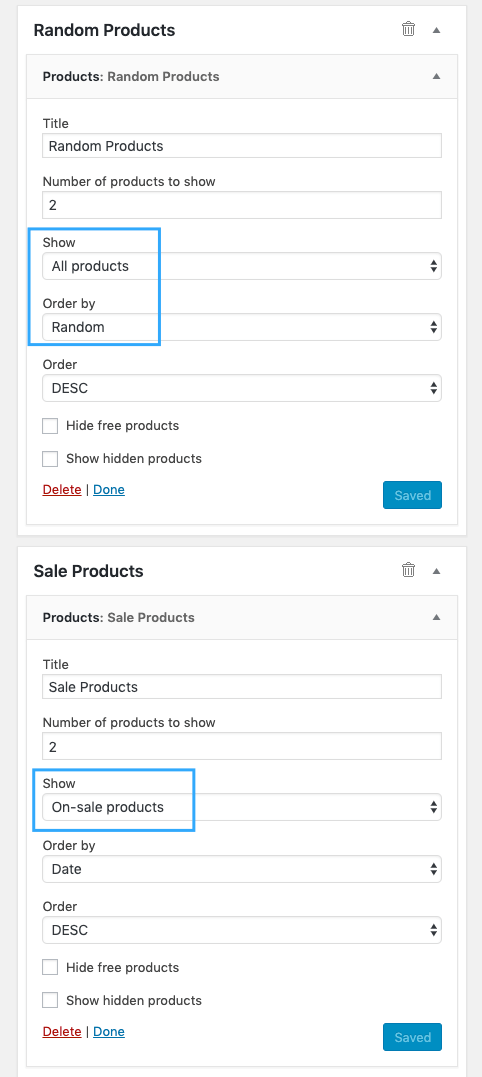 Random Products
Products: Random Products
Title
Random Products
Number of products to show
2
Show
All products
Order by
Random
Order
DESC
Hide free products
Show hidden products
Delete | Done
Saved
Sale Products
Products: Sale Products
Title
Sale Products
Number of products to show
2
Show
On-sale products
Order by
Date
Order
DESC
Hide free products
Show hidden products
Delete | Done
Saved